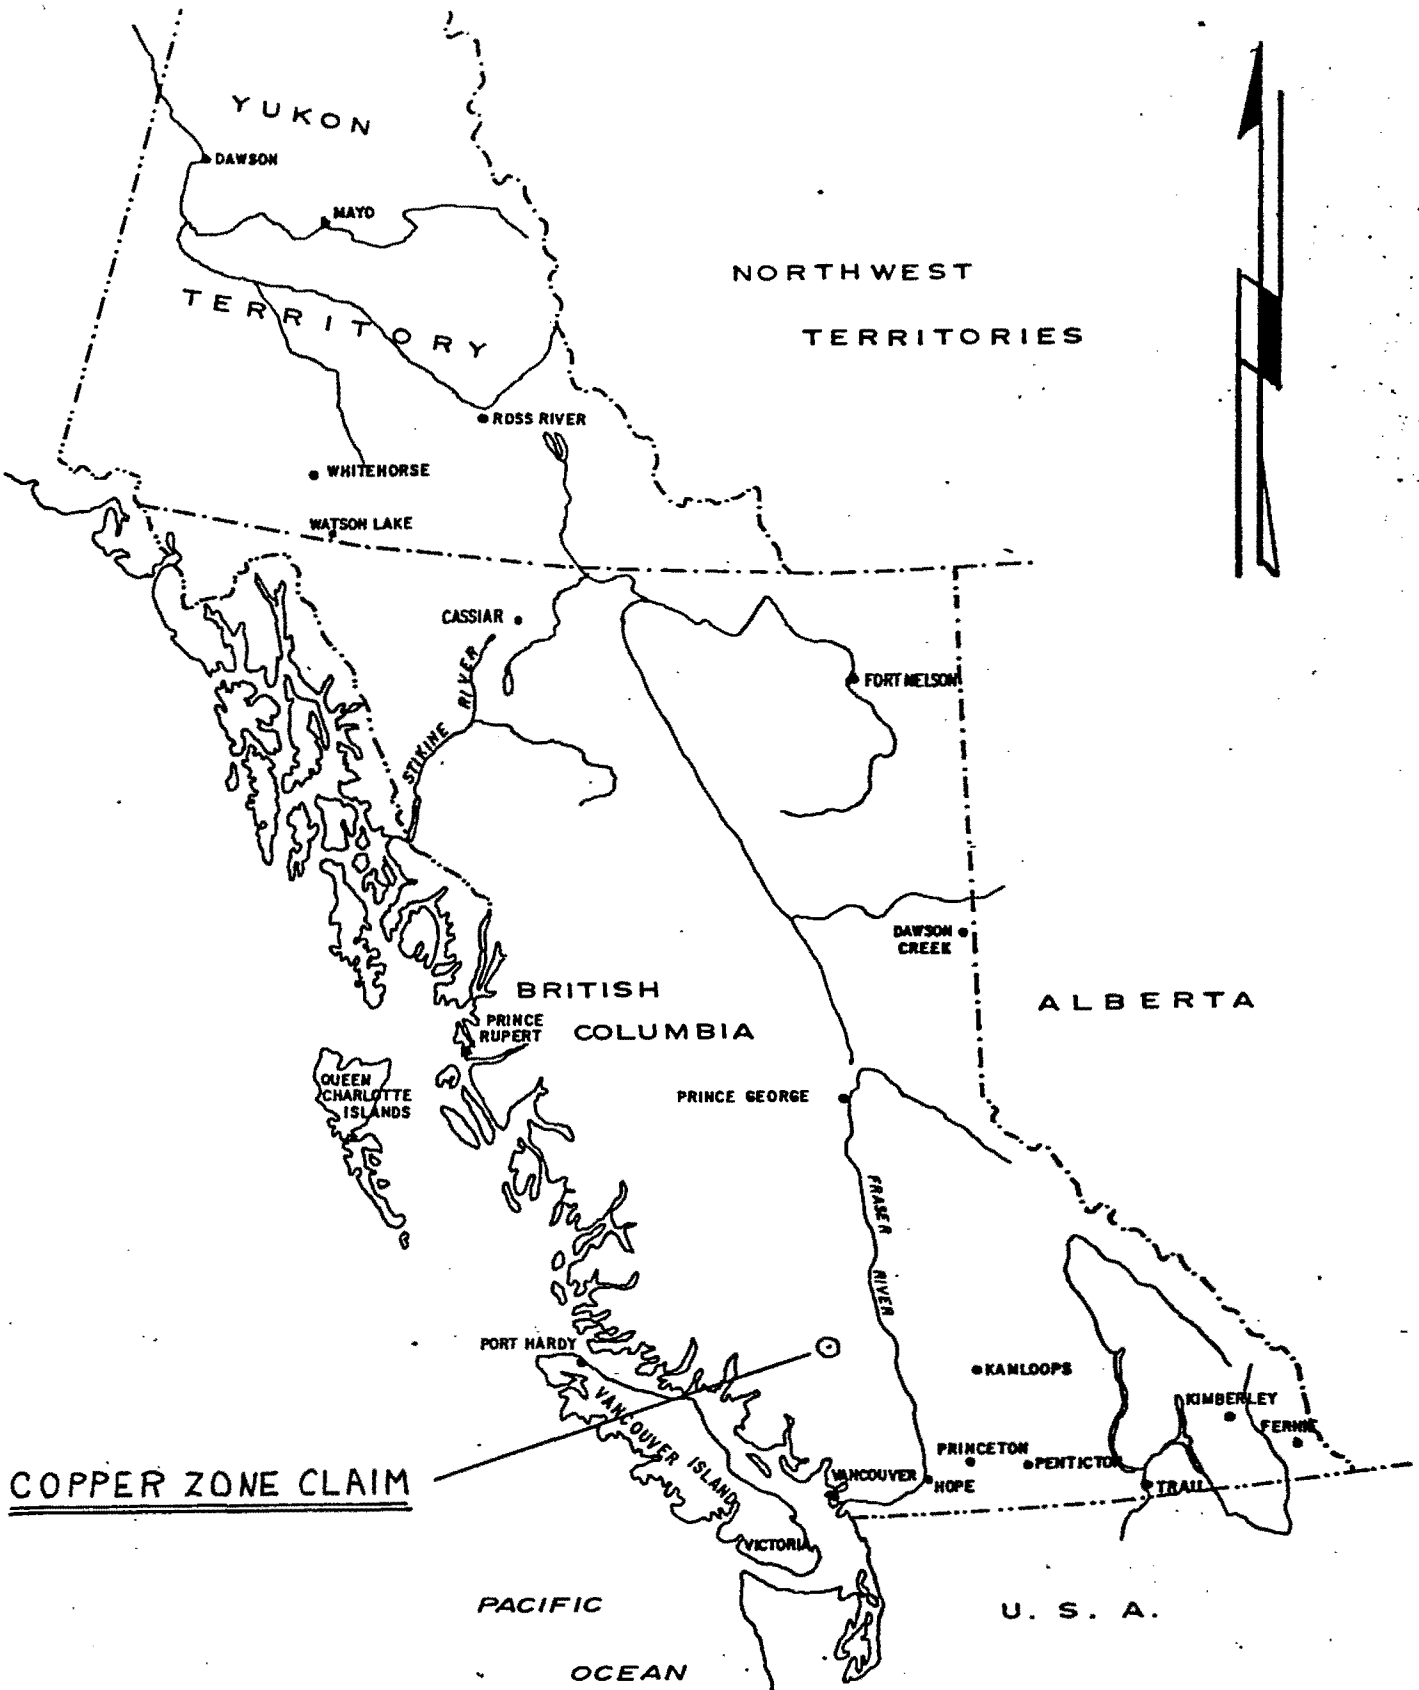 YUKON
DAWSON
MAYO
NORTHWEST
TERRITORY
TERRITORIES
ROSS RIVER
WHITEHORSE
WATSON LAKE
CASSIAR
STIKINE RIVER
FORT NELSON
DAWSON
CREEK
BRITISH
COLUMBIA
ALBERTA
PRINCE
RUPERT
QUEEN
CHARLOTTE
ISLANDS
PRINCE GEORGE
FRASER RIVER
PORT HARDY
KAMLOOPS
VANCOUVER ISLAND
KIMBERLEY
FERNIE
PRINCETON
PENTICTON
COPPER ZONE CLAIM
VANCOUVER
HOPE
TRAIL
VICTORIA
PACIFIC
OCEAN
U. S. A.